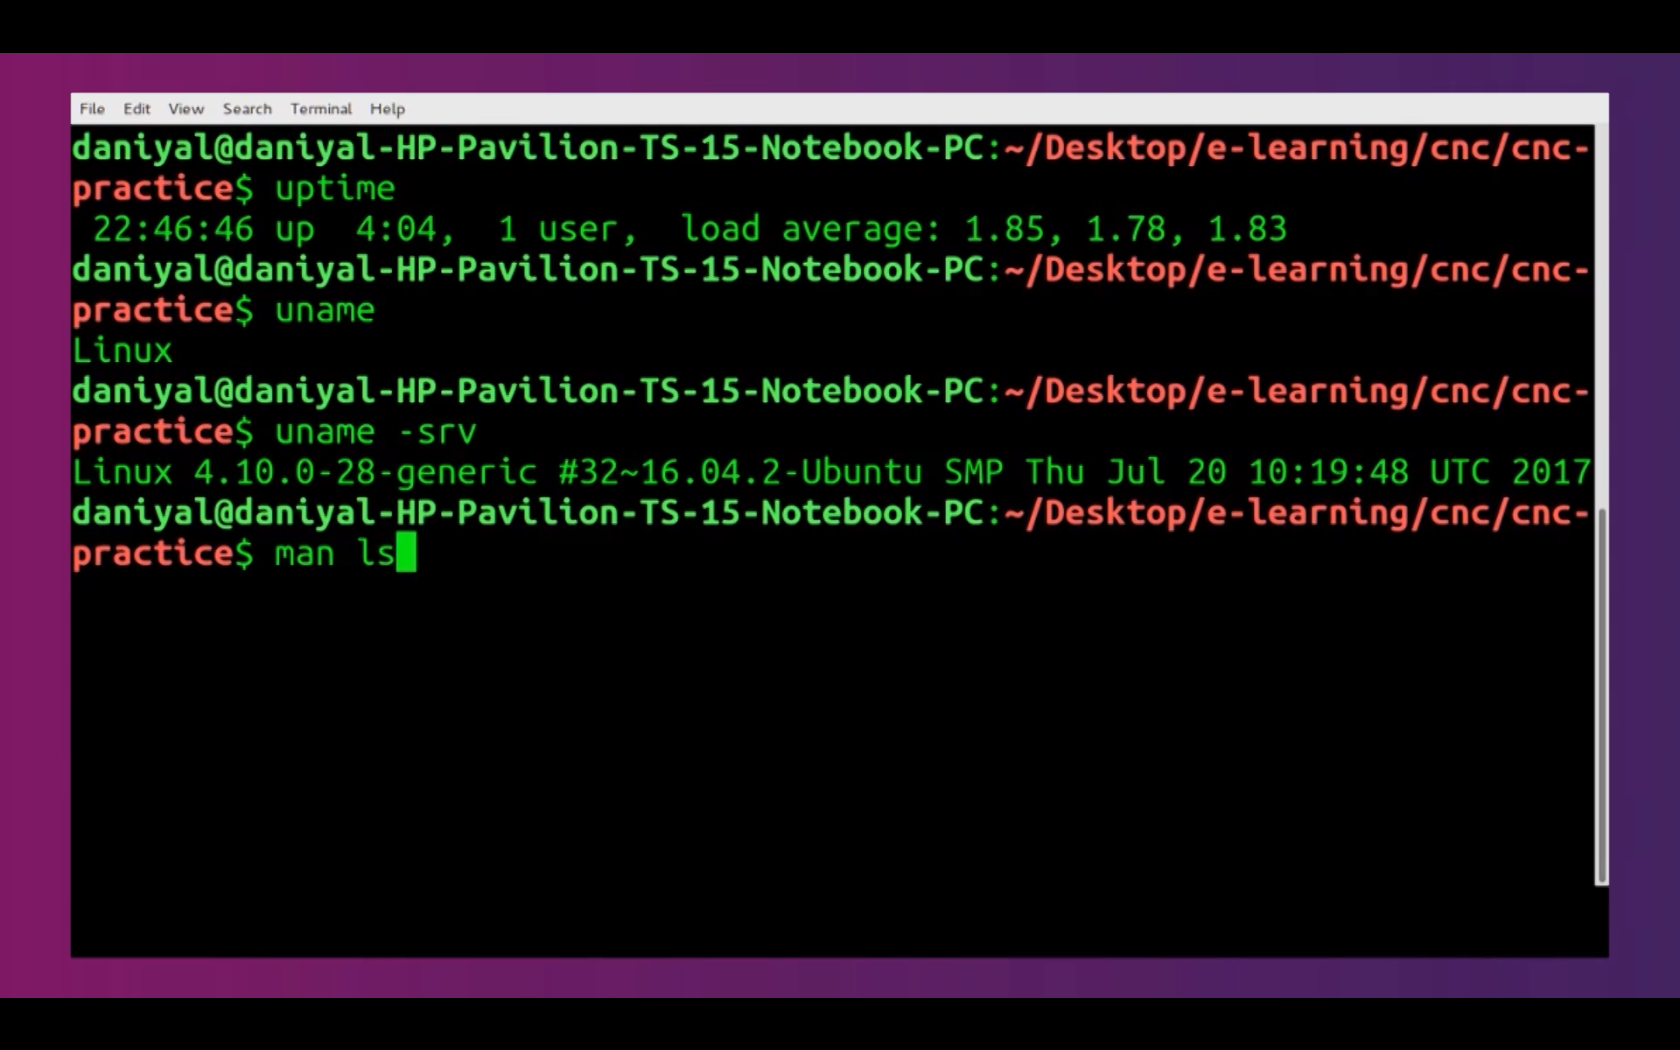 File Edit View Search Terminal Help
daniyal@daniyal-HP-Pavilion-TS-15-Notebook-PC:~/Desktop/e-learning/cnc/cnc-
practice$ uptime
 22:46:46 up  4:04,  1 user,  load average: 1.85, 1.78, 1.83
daniyal@daniyal-HP-Pavilion-TS-15-Notebook-PC:~/Desktop/e-learning/cnc/cnc-
practice$ uname
Linux
daniyal@daniyal-HP-Pavilion-TS-15-Notebook-PC:~/Desktop/e-learning/cnc/cnc-
practice$ uname -srv
Linux 4.10.0-28-generic #32~16.04.2-Ubuntu SMP Thu Jul 20 10:19:48 UTC 2017
daniyal@daniyal-HP-Pavilion-TS-15-Notebook-PC:~/Desktop/e-learning/cnc/cnc-
practice$ man ls